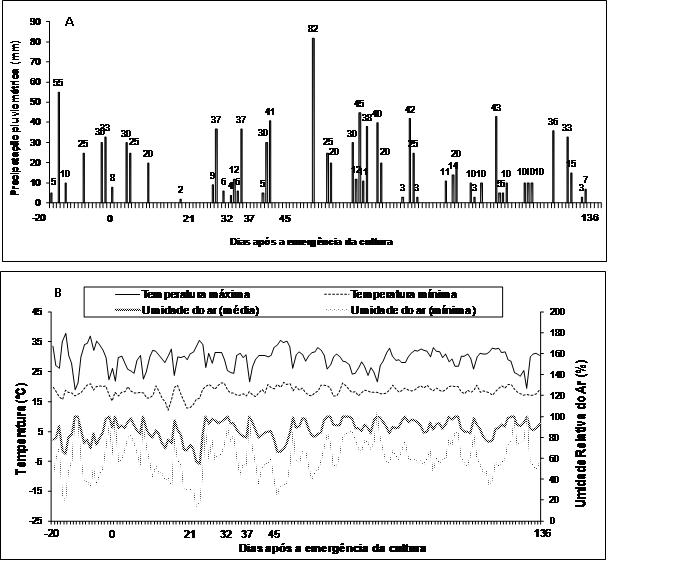 A
Precipitação pluviométrica (mm)
90
80
70
60
50
40
30
20
10
0
5 55 10 25 30 33 8 30 25 20 2 9 37 6 4 12 6 37 5 30 41 82 25 20 30 12 45 11 38 40 20 3 42 25 3 11 14 20 10 3 10 43 5 5 10 10 10 10 36 33 15 3 7
-20 0 21 32 37 45 136
Dias após a emergência da cultura
B
Temperatura máxima Temperatura mínima
Umidade do ar (média) Umidade do ar (mínima)
Temperatura (ºC)
45
35
25
15
5
-5
-15
-25
200
180
160
140
120
100
80
60
40
20
0
Umidade Relativa do Ar (%)
-20 0 21 32 37 45 136
Dias após a emergência da cultura